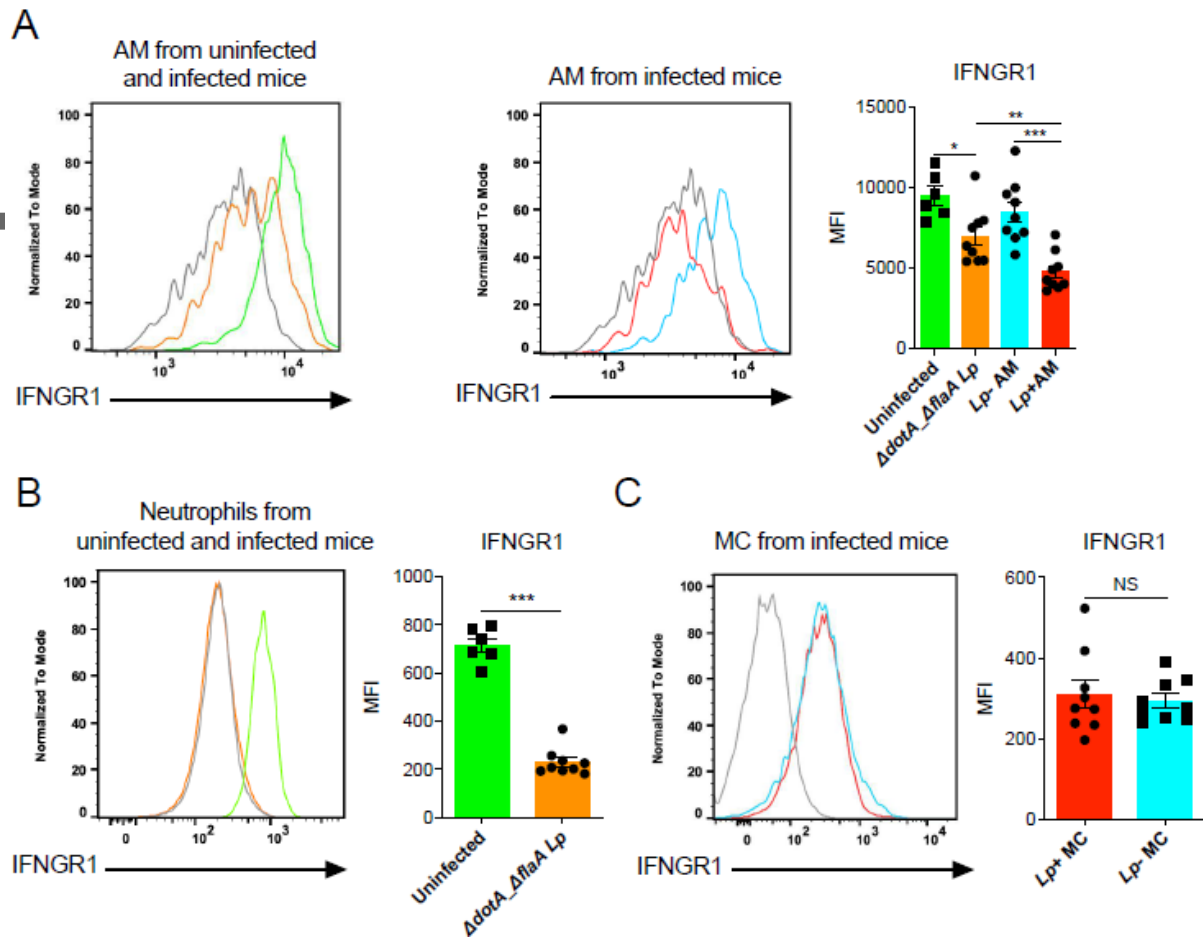 A
AM from uninfected
and infected mice
AM from infected mice
IFNGR1
Normalized To Mode
100
80
60
40
20
0
10³
10⁴
IFNGR1
Normalized To Mode
100
80
60
40
20
0
10³
10⁴
IFNGR1
MFI
15000
10000
5000
0
*
**
***
Uninfected
ΔdotA_ΔflaA Lp
Lp- AM
Lp+AM
B
Neutrophils from
uninfected and infected mice
IFNGR1
Normalized To Mode
100
80
60
40
20
0
0
10²
10³
IFNGR1
MFI
1000
800
600
400
200
0
***
Uninfected
ΔdotA_ΔflaA Lp
C
MC from infected mice
IFNGR1
Normalized To Mode
100
80
60
40
20
0
0
10²
10³
10⁴
IFNGR1
MFI
600
400
200
0
NS
Lp+ MC
Lp- MC